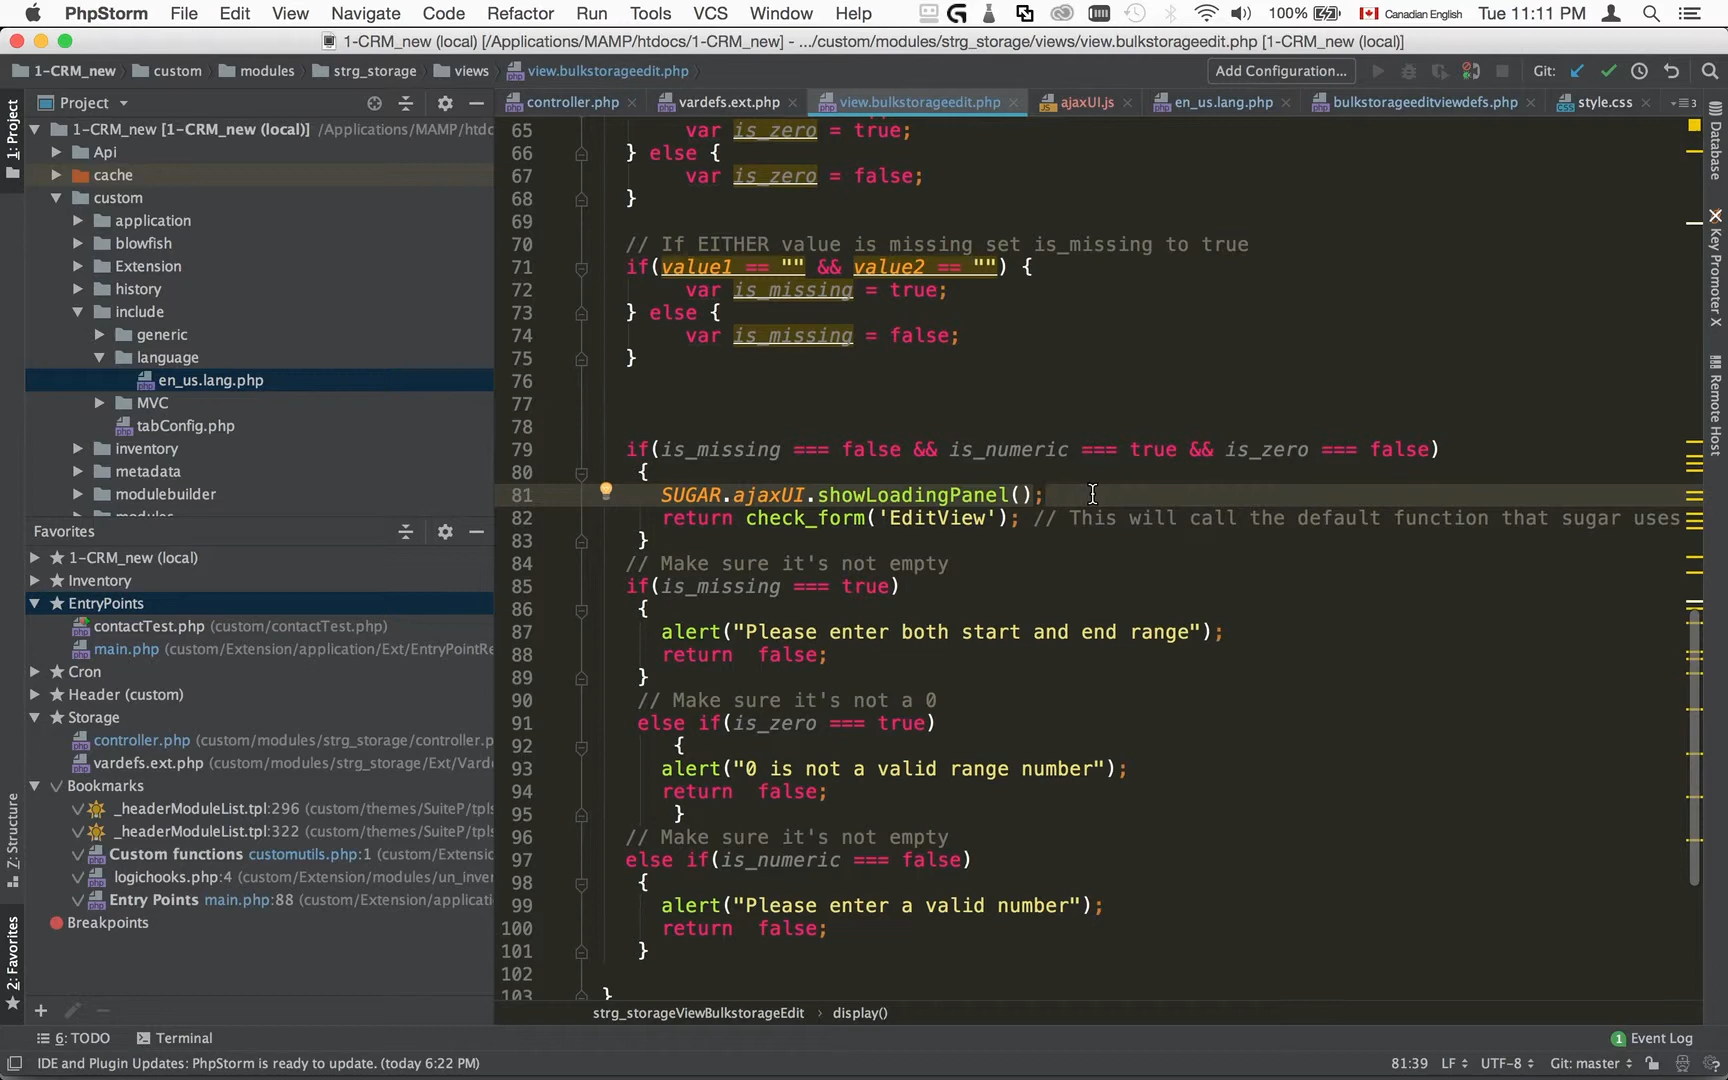 PhpStorm File Edit View Navigate Code Refactor Run Tools VCS Window Help 100% Canadian English Tue 11:11 PM
1-CRM_new (local) [/Applications/MAMP/htdocs/1-CRM_new] - .../custom/modules/strg_storage/views/view.bulkstorageedit.php [1-CRM_new (local)]
1-CRM_new custom modules strg_storage views view.bulkstorageedit.php Add Configuration... Git:
Project controller.php vardefs.ext.php view.bulkstorageedit.php ajaxUI.js en_us.lang.php bulkstorageeditviewdefs.php style.css
1: Project
Z: Structure
2: Favorites
1-CRM_new [1-CRM_new (local)] /Applications/MAMP/htdo
Api
cache
custom
application
blowfish
Extension
history
include
generic
language
en_us.lang.php
MVC
tabConfig.php
inventory
metadata
modulebuilder
modules
Favorites
1-CRM_new (local)
Inventory
EntryPoints
contactTest.php (custom/contactTest.php)
main.php (custom/Extension/application/Ext/EntryPointRe
Cron
Header (custom)
Storage
controller.php (custom/modules/strg_storage/controller.p
vardefs.ext.php (custom/modules/strg_storage/Ext/Vard
Bookmarks
_headerModuleList.tpl:296 (custom/themes/SuiteP/tpls
_headerModuleList.tpl:322 (custom/themes/SuiteP/tpls
Custom functions customutils.php:1 (custom/Extensic
logichooks.php:4 (custom/Extension/modules/un_inver
Entry Points main.php:88 (custom/Extension/applicati
Breakpoints
65 var is_zero = true;
66 } else {
67 var is_zero = false;
68 }
69
70 // If EITHER value is missing set is_missing to true
71 if(value1 == "" && value2 == "") {
72 var is_missing = true;
73 } else {
74 var is_missing = false;
75 }
76
77
78
79 if(is_missing === false && is_numeric === true && is_zero === false)
80 {
81 SUGAR.ajaxUI.showLoadingPanel();
82 return check_form('EditView'); // This will call the default function that sugar uses
83 }
84 // Make sure it's not empty
85 if(is_missing === true)
86 {
87 alert("Please enter both start and end range");
88 return false;
89 }
90 // Make sure it's not a 0
91 else if(is_zero === true)
92 {
93 alert("0 is not a valid range number");
94 return false;
95 }
96 // Make sure it's not empty
97 else if(is_numeric === false)
98 {
99 alert("Please enter a valid number");
100 return false;
101 }
102
103 }
strg_storageViewBulkstorageEdit › display()
Database
Key Promoter X
Remote Host
6: TODO Terminal 1 Event Log
IDE and Plugin Updates: PhpStorm is ready to update. (today 6:22 PM) 81:39 LF UTF-8 Git: master